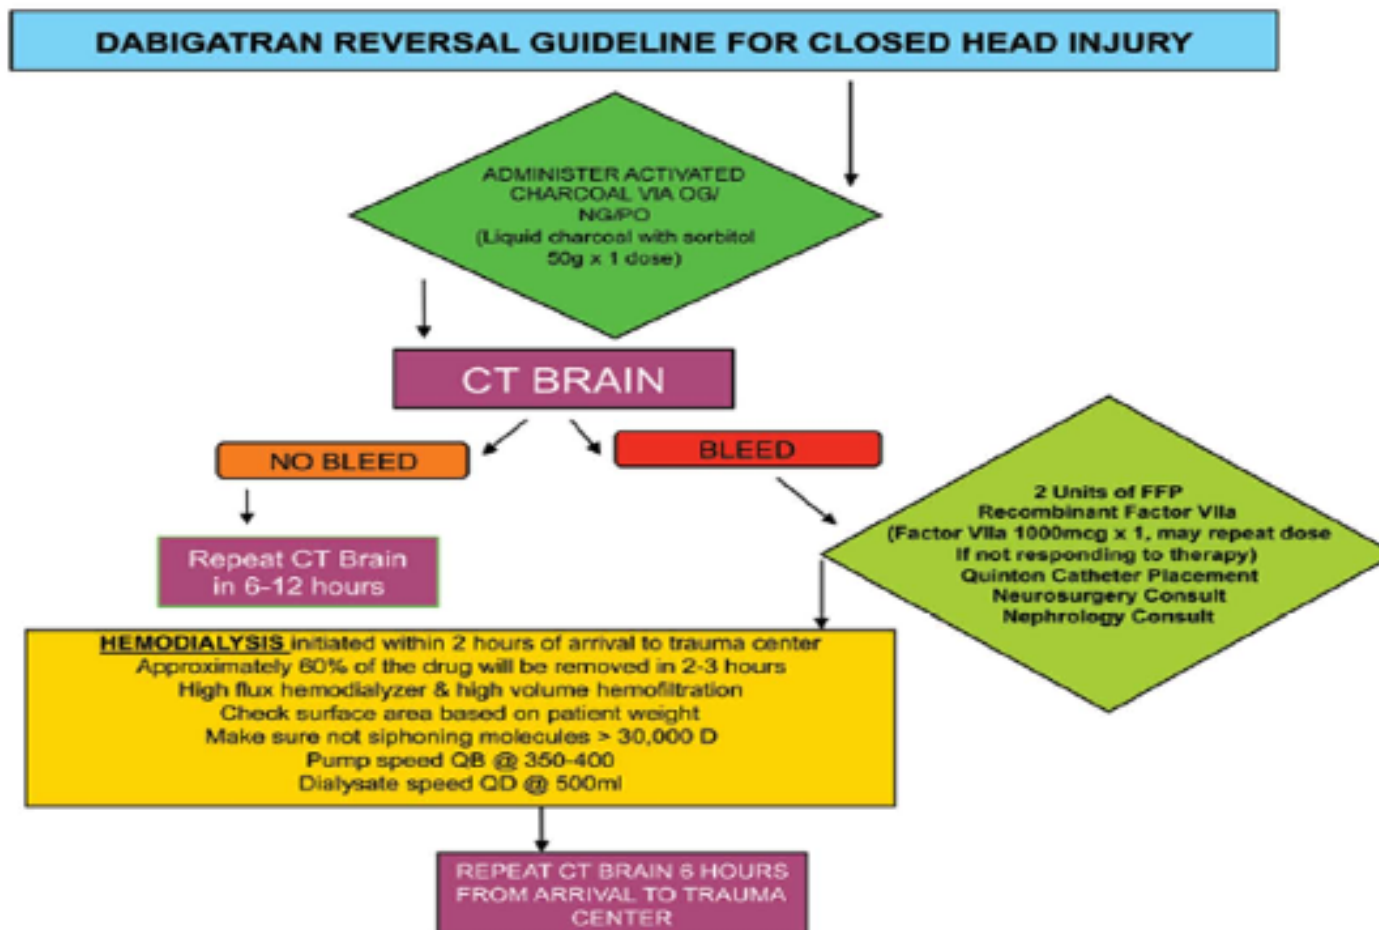 DABIGATRAN REVERSAL GUIDELINE FOR CLOSED HEAD INJURY
ADMINISTER ACTIVATED
CHARCOAL VIA OG/
NG/PO
(Liquid charcoal with sorbitol
50g x 1 dose)
CT BRAIN
NO BLEED
BLEED
Repeat CT Brain
in 6-12 hours
2 Units of FFP
Recombinant Factor VIIa
(Factor VIIa 1000mcg x 1, may repeat dose
If not responding to therapy)
Quinton Catheter Placement
Neurosurgery Consult
Nephrology Consult
HEMODIALYSIS initiated within 2 hours of arrival to trauma center
Approximately 60% of the drug will be removed in 2-3 hours
High flux hemodialyzer & high volume hemofiltration
Check surface area based on patient weight
Make sure not siphoning molecules > 30,000 D
Pump speed QB @ 350-400
Dialysate speed QD @ 500ml
REPEAT CT BRAIN 6 HOURS
FROM ARRIVAL TO TRAUMA
CENTER